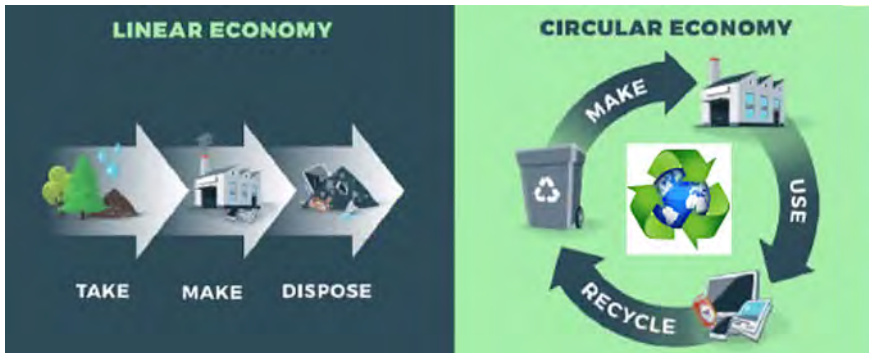 LINEAR ECONOMY
TAKE
MAKE
DISPOSE
CIRCULAR ECONOMY
MAKE
USE
RECYCLE